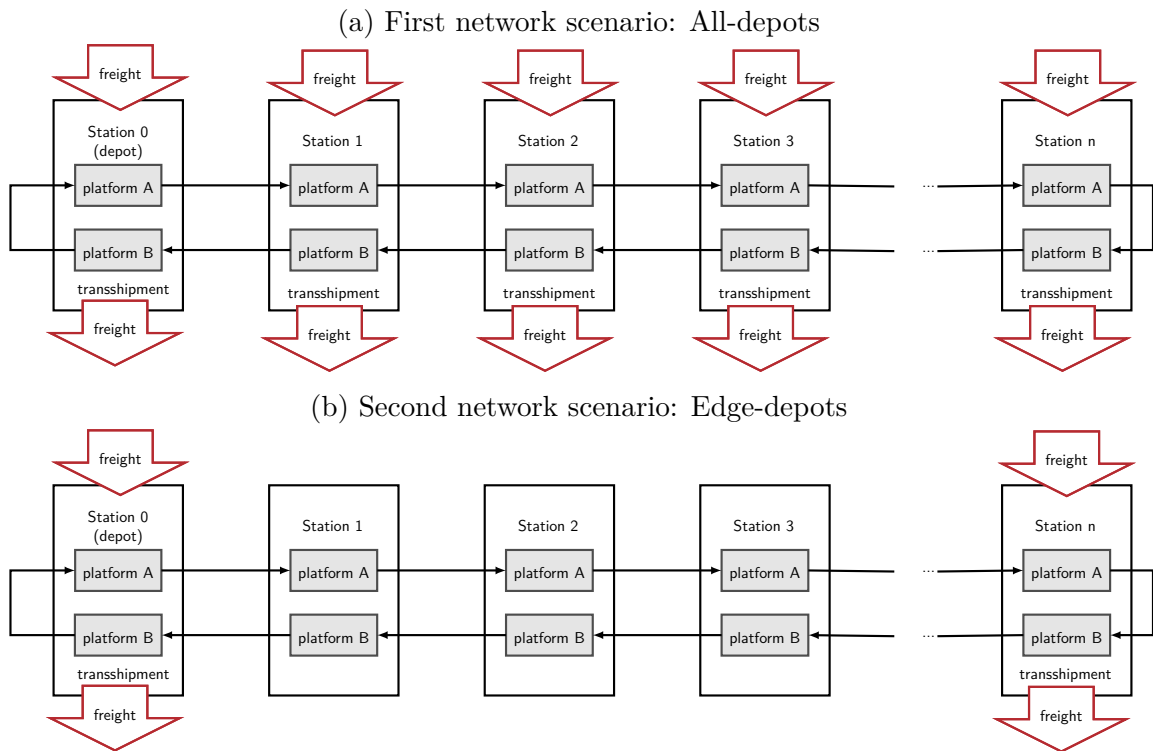 (a) First network scenario: All-depots
freight freight freight freight freight
Station 0
(depot)
Station 1 Station 2 Station 3 Station n
platform A platform A platform A platform A ... platform A
platform B platform B platform B platform B ... platform B
transshipment transshipment transshipment transshipment transshipment
freight freight freight freight freight
(b) Second network scenario: Edge-depots
freight freight
Station 0
(depot)
Station 1 Station 2 Station 3 Station n
platform A platform A platform A platform A ... platform A
platform B platform B platform B platform B ... platform B
transshipment transshipment
freight freight